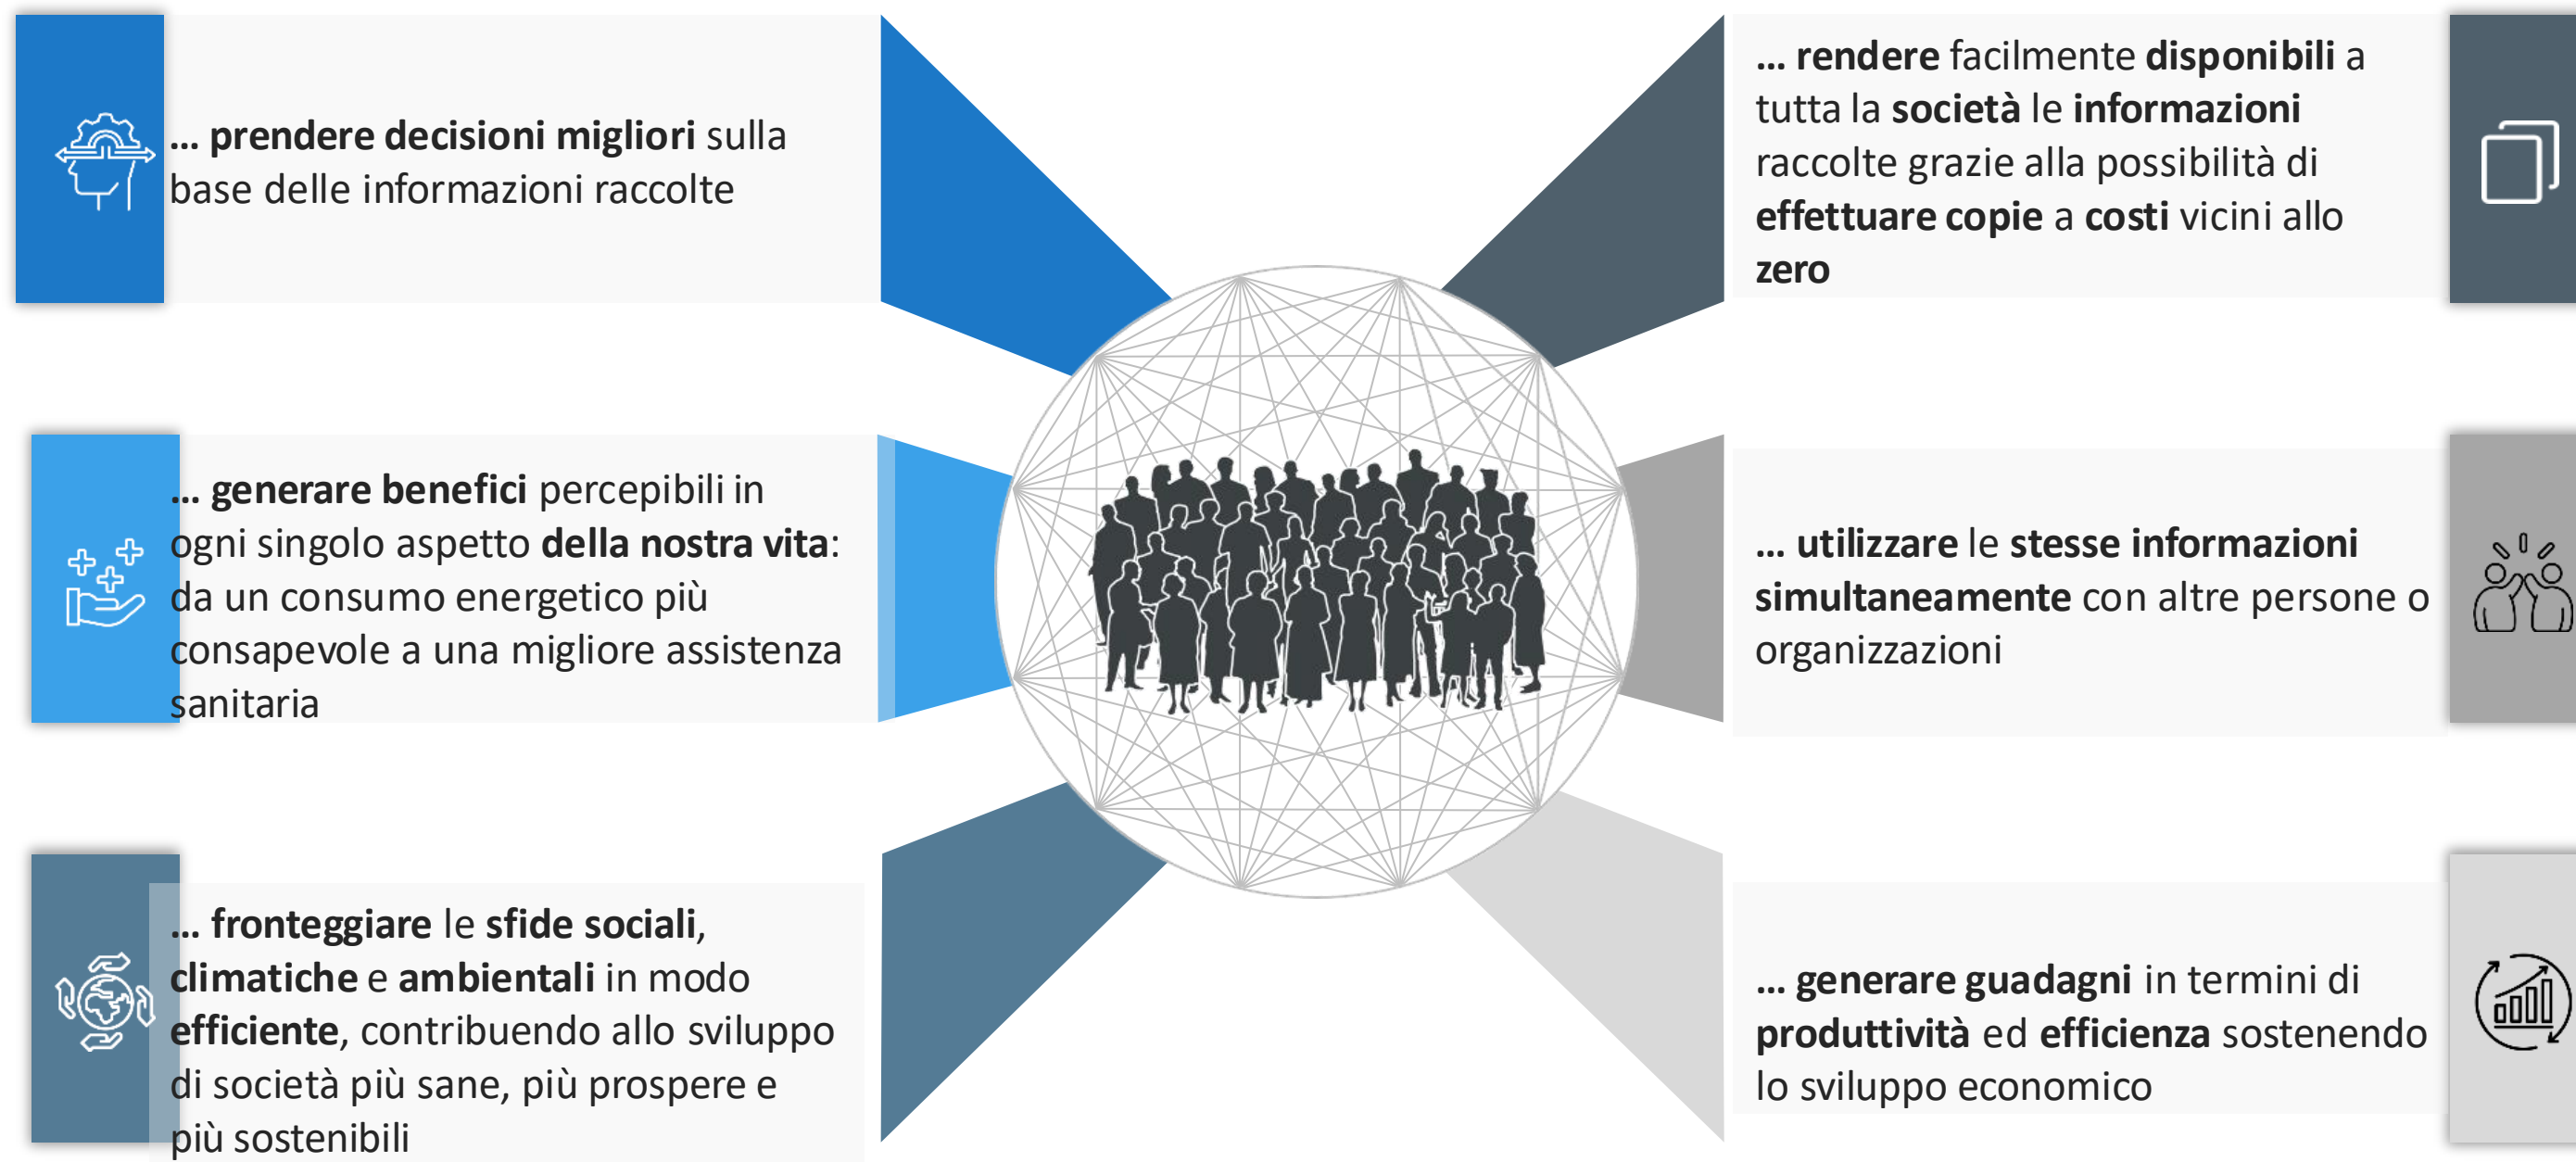 ... prendere decisioni migliori sulla
base delle informazioni raccolte
... generare benefici percepibili in
ogni singolo aspetto della nostra vita:
da un consumo energetico più
consapevole a una migliore assistenza
sanitaria
... fronteggiare le sfide sociali,
climatiche e ambientali in modo
efficiente, contribuendo allo sviluppo
di società più sane, più prospere e
più sostenibili
... rendere facilmente disponibili a
tutta la società le informazioni
raccolte grazie alla possibilità di
effettuare copie a costi vicini allo
zero
... utilizzare le stesse informazioni
simultaneamente con altre persone o
organizzazioni
... generare guadagni in termini di
produttività ed efficienza sostenendo
lo sviluppo economico